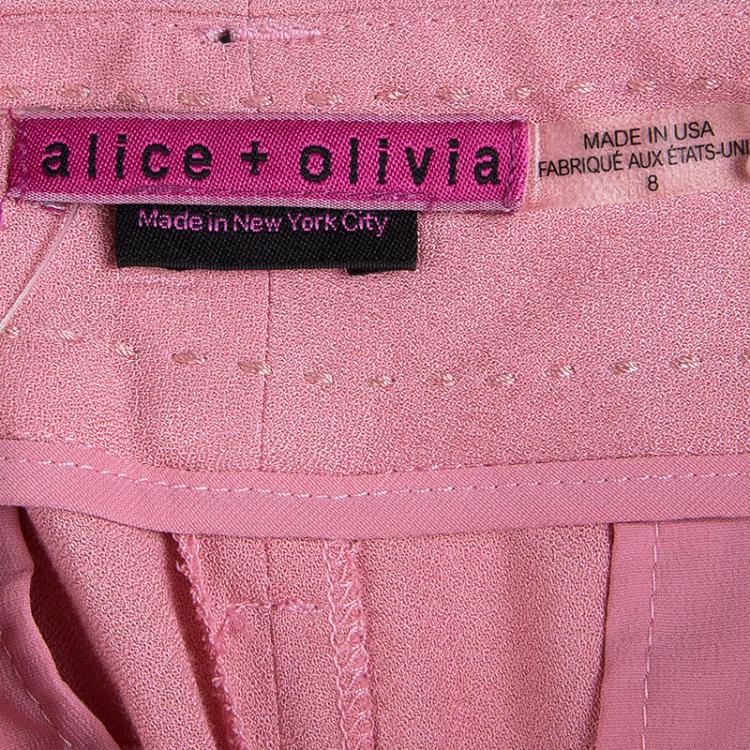 alice + olivia
Made in New York City
MADE IN USA
FABRIQUÉ AUX ÉTATS-UNI
8